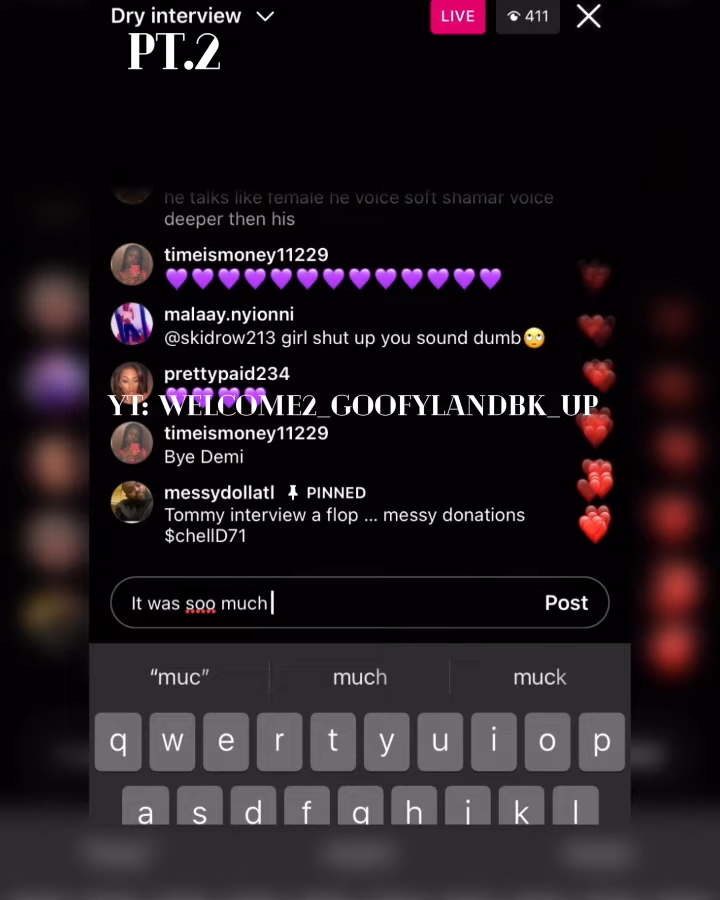 Dry interview
LIVE
411
PT.2
he talks like female he voice soft shamar voice
deeper then his
timeismoney11229
💜💜💜💜💜💜💜💜💜💜💜💜💜
malaay.nyionni
@skidrow213 girl shut up you sound dumb🙄
prettypaid234
💜💜💜💜
YT: WELCOME2_GOOFYLANDBK_UP
timeismoney11229
Bye Demi
messydollatl PINNED
Tommy interview a flop ... messy donations
$chellD71
It was soo much
Post
“muc” much muck
q w e r t y u i o p
a s d f g h j k l